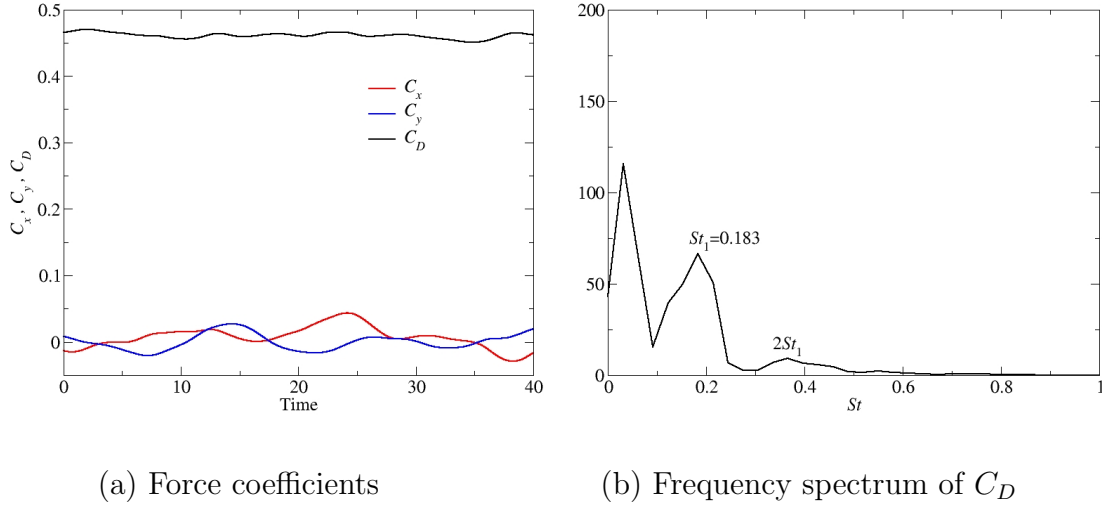 0.5
0.4
0.5
0.2
0.1
0
C_x, C_y, C_D
C_x
C_y
C_D
0
10
20
30
40
Time
200
150
100
50
0
St_1=0.183
2St_1
0
0.2
0.4
0.6
0.8
1
St
(a) Force coefficients
(b) Frequency spectrum of C_D